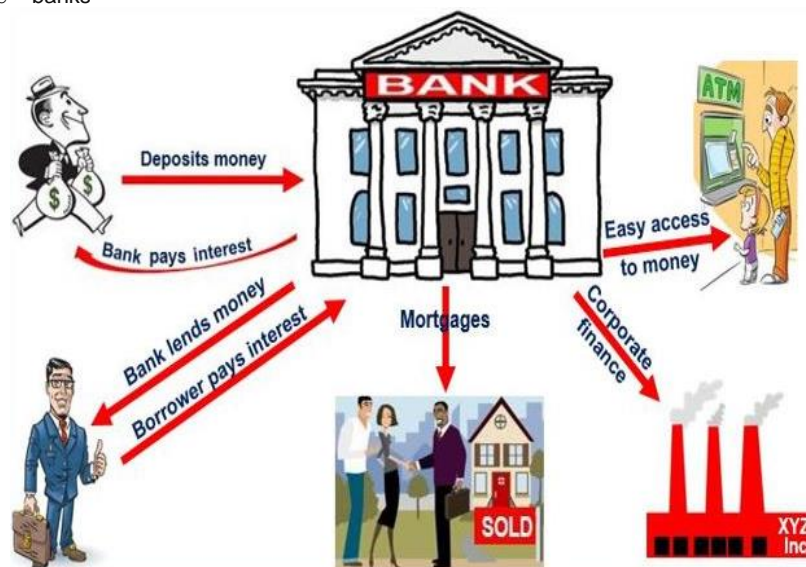 banks
BANK
ATM
Deposits money
$ $
Bank pays interest
Easy access
to money
Bank lends money
Borrower pays interest
Mortgages
Corporate
finance
SOLD
XYZ
Inc